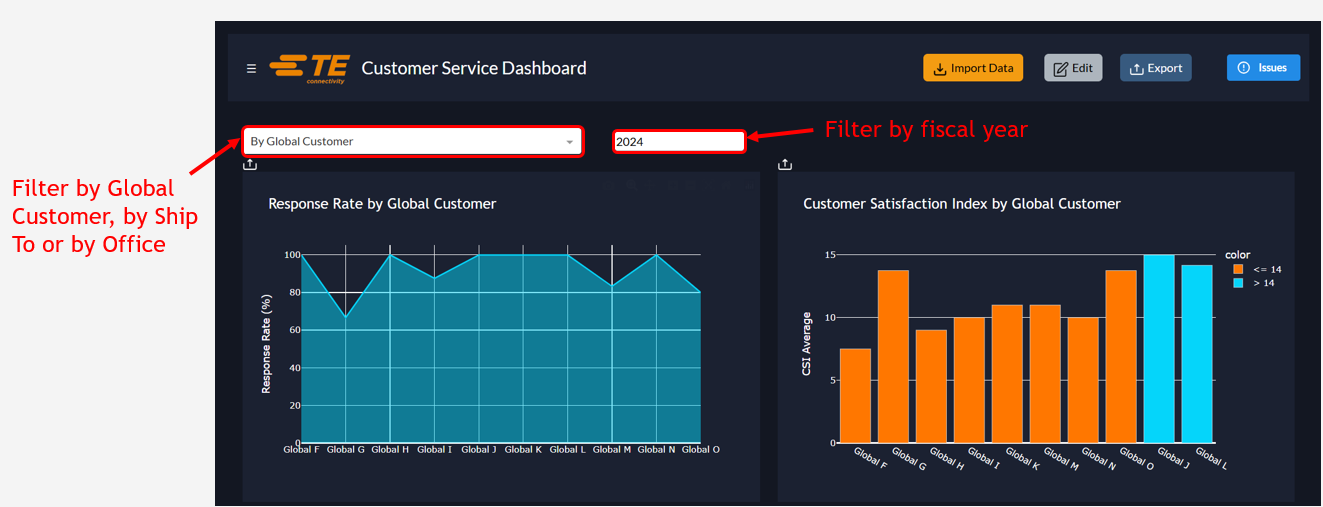 TE
connectivity
Customer Service Dashboard
Import Data
Edit
Export
Issues
By Global Customer
2024
Filter by fiscal year
Filter by Global
Customer, by Ship
To or by Office
Response Rate by Global Customer
Response Rate (%)
100
80
60
40
20
0
Global F Global G Global H Global I Global J Global K Global L Global M Global N Global O
Customer Satisfaction Index by Global Customer
CSI Average
15
10
5
0
Global F Global G Global H Global I Global K Global M Global N Global O Global J Global L
color
<= 14
> 14